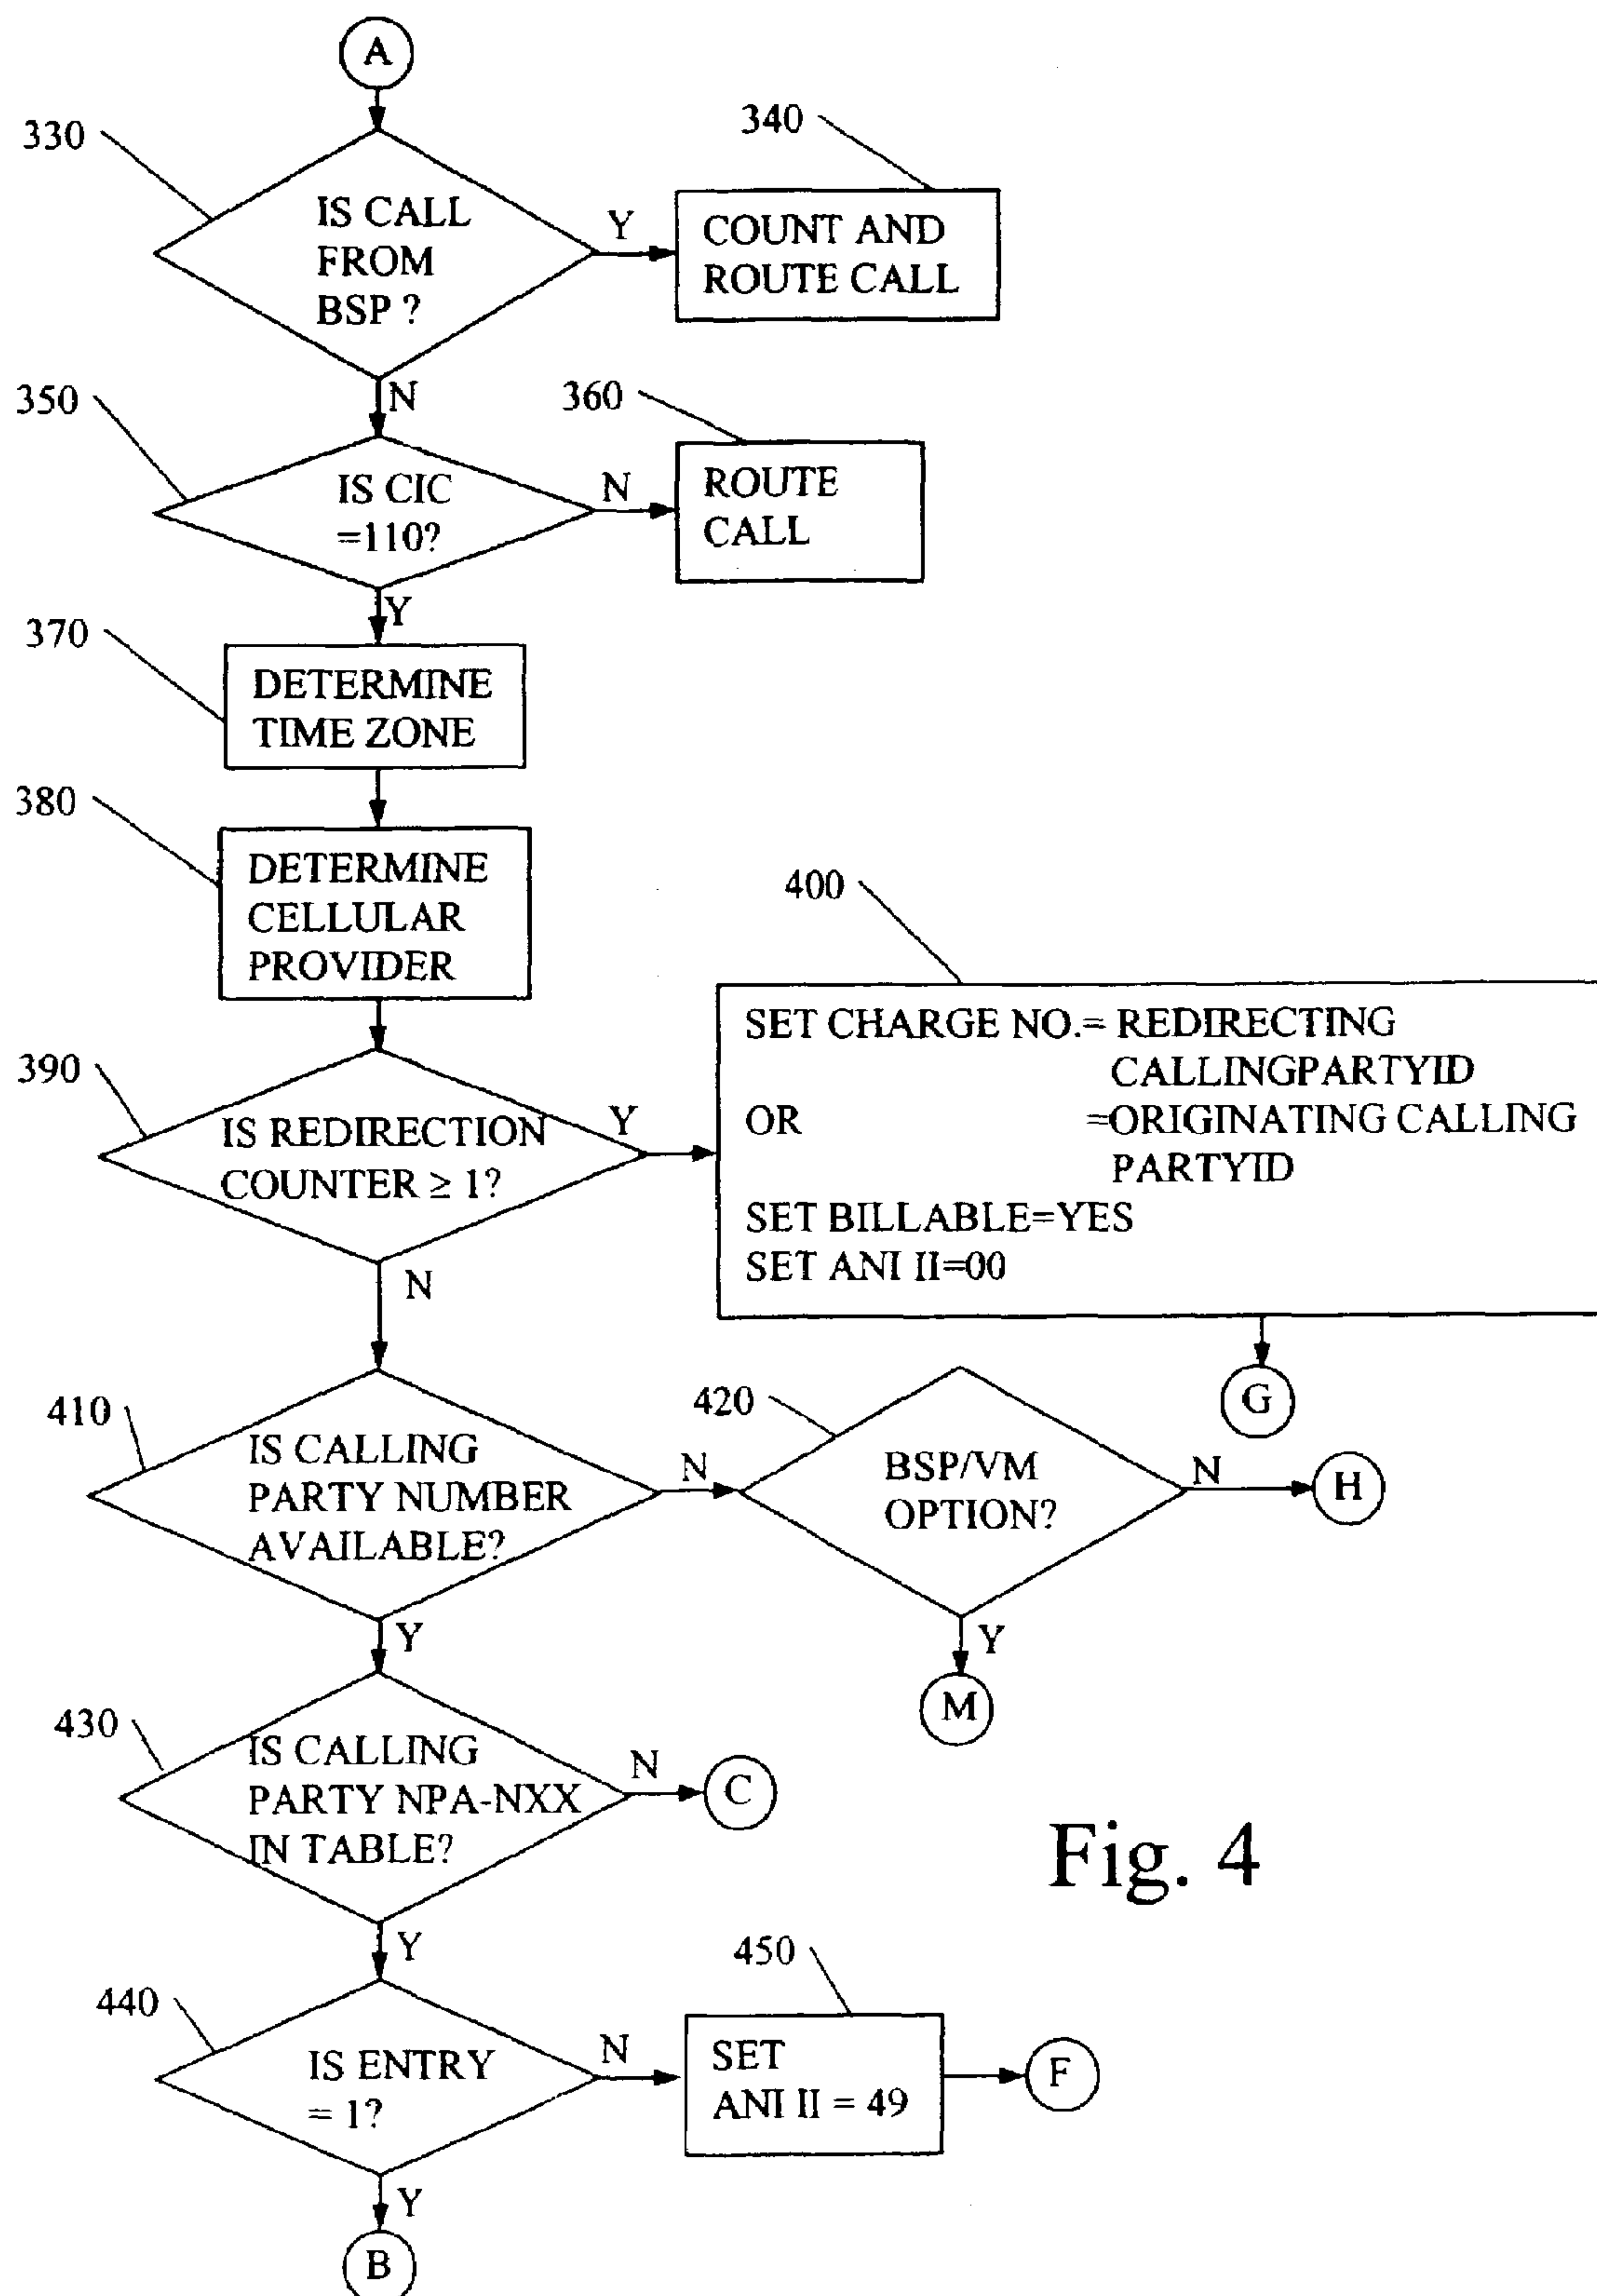 A
330
340
IS CALL
FROM
BSP ?
Y
COUNT AND
ROUTE CALL
N
350
360
IS CIC
=110?
N
ROUTE
CALL
Y
370
DETERMINE
TIME ZONE
380
DETERMINE
CELLULAR
PROVIDER
400
390
IS REDIRECTION
COUNTER ≥ 1?
Y
SET CHARGE NO.= REDIRECTING
CALLINGPARTYID
OR =ORIGINATING CALLING
PARTYID
SET BILLABLE=YES
SET ANI II=00
N
G
410
420
IS CALLING
PARTY NUMBER
AVAILABLE?
N
BSP/VM
OPTION?
N
H
Y
Y
M
430
IS CALLING
PARTY NPA-NXX
IN TABLE?
N
C
Fig. 4
Y
450
440
IS ENTRY
= 1?
N
SET
ANI II = 49
F
Y
B